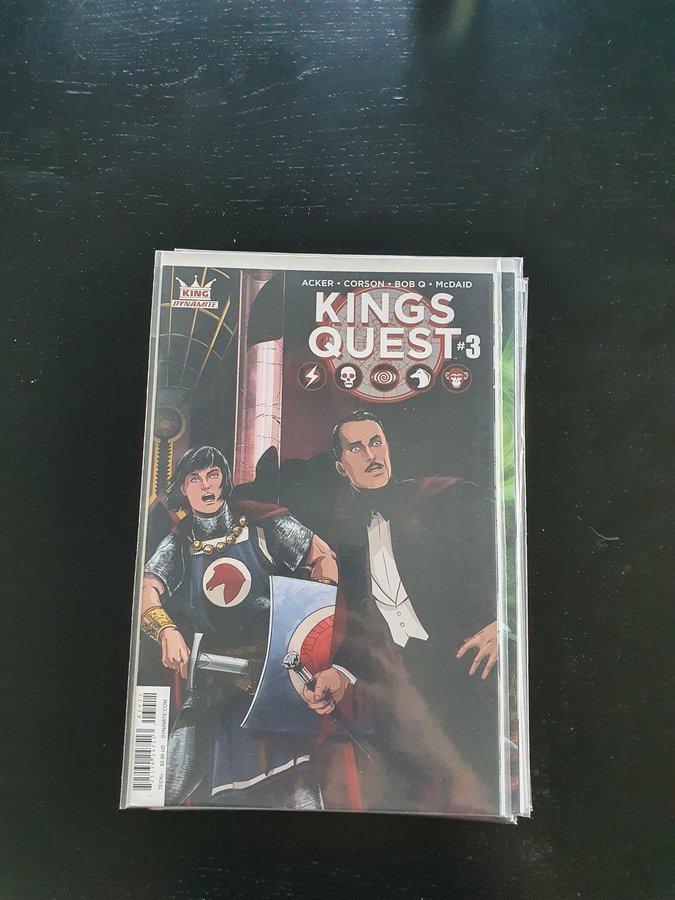 KING
DYNAMITE
ACKER • CORSON • BOB Q • McDAID
KINGS
QUEST #3
TEEN+ $3.99 US DYNAMITE.COM